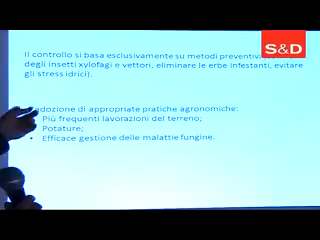 S&D
Il controllo si basa esclusivamente su metodi preventivi
degli insetti xylofagi e vettori, eliminare le erbe infestanti, evitare
gli stress idrici).
adozione di appropriate pratiche agronomiche:
Più frequenti lavorazioni del terreno;
Potature;
• Efficace gestione delle malattie fungine.